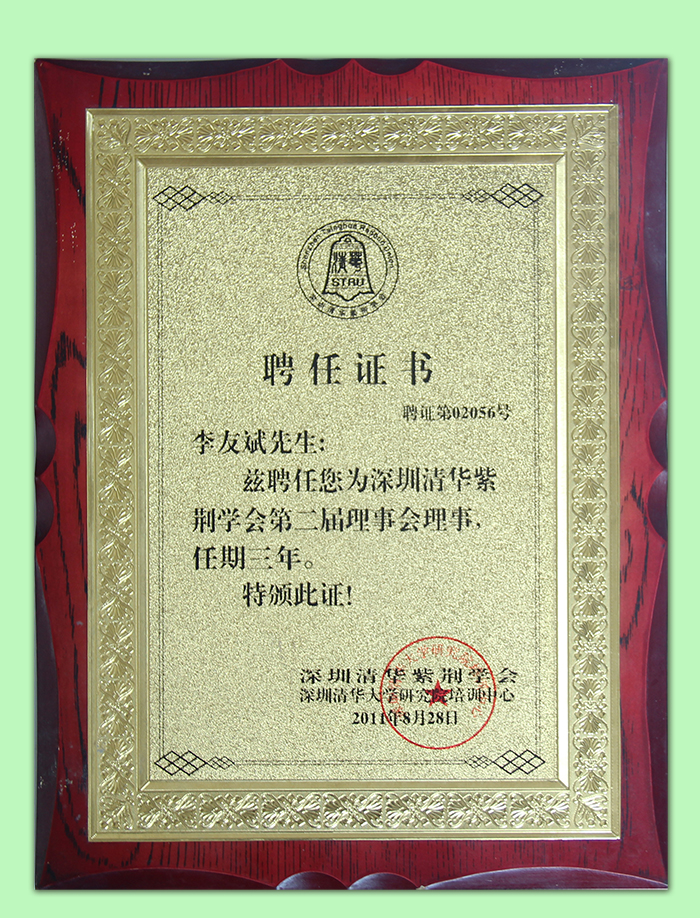 清華
STAU
聘任证书
聘证第02056号
李友斌先生:
兹聘任您为深圳清华紫
荆学会第二届理事会理事,
任期三年。
特颁此证!
深圳清华紫荆学会
深圳清华大学研究院培训中心
2011年8月28日